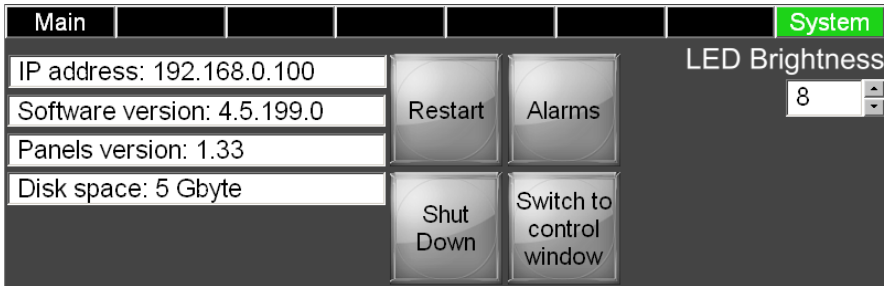 Main
System
IP address: 192.168.0.100
Software version: 4.5.199.0
Panels version: 1.33
Disk space: 5 Gbyte
Restart
Alarms
Shut
Down
Switch to
control
window
LED Brightness
8